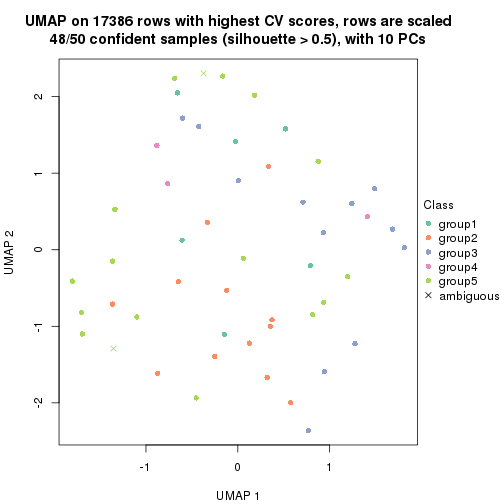 UMAP on 17386 rows with highest CV scores, rows are scaled
48/50 confident samples (silhouette > 0.5), with 10 PCs
2
1
0
-1
-2
UMAP 2
-1
0
1
UMAP 1
Class
group1
group2
group3
group4
group5
ambiguous